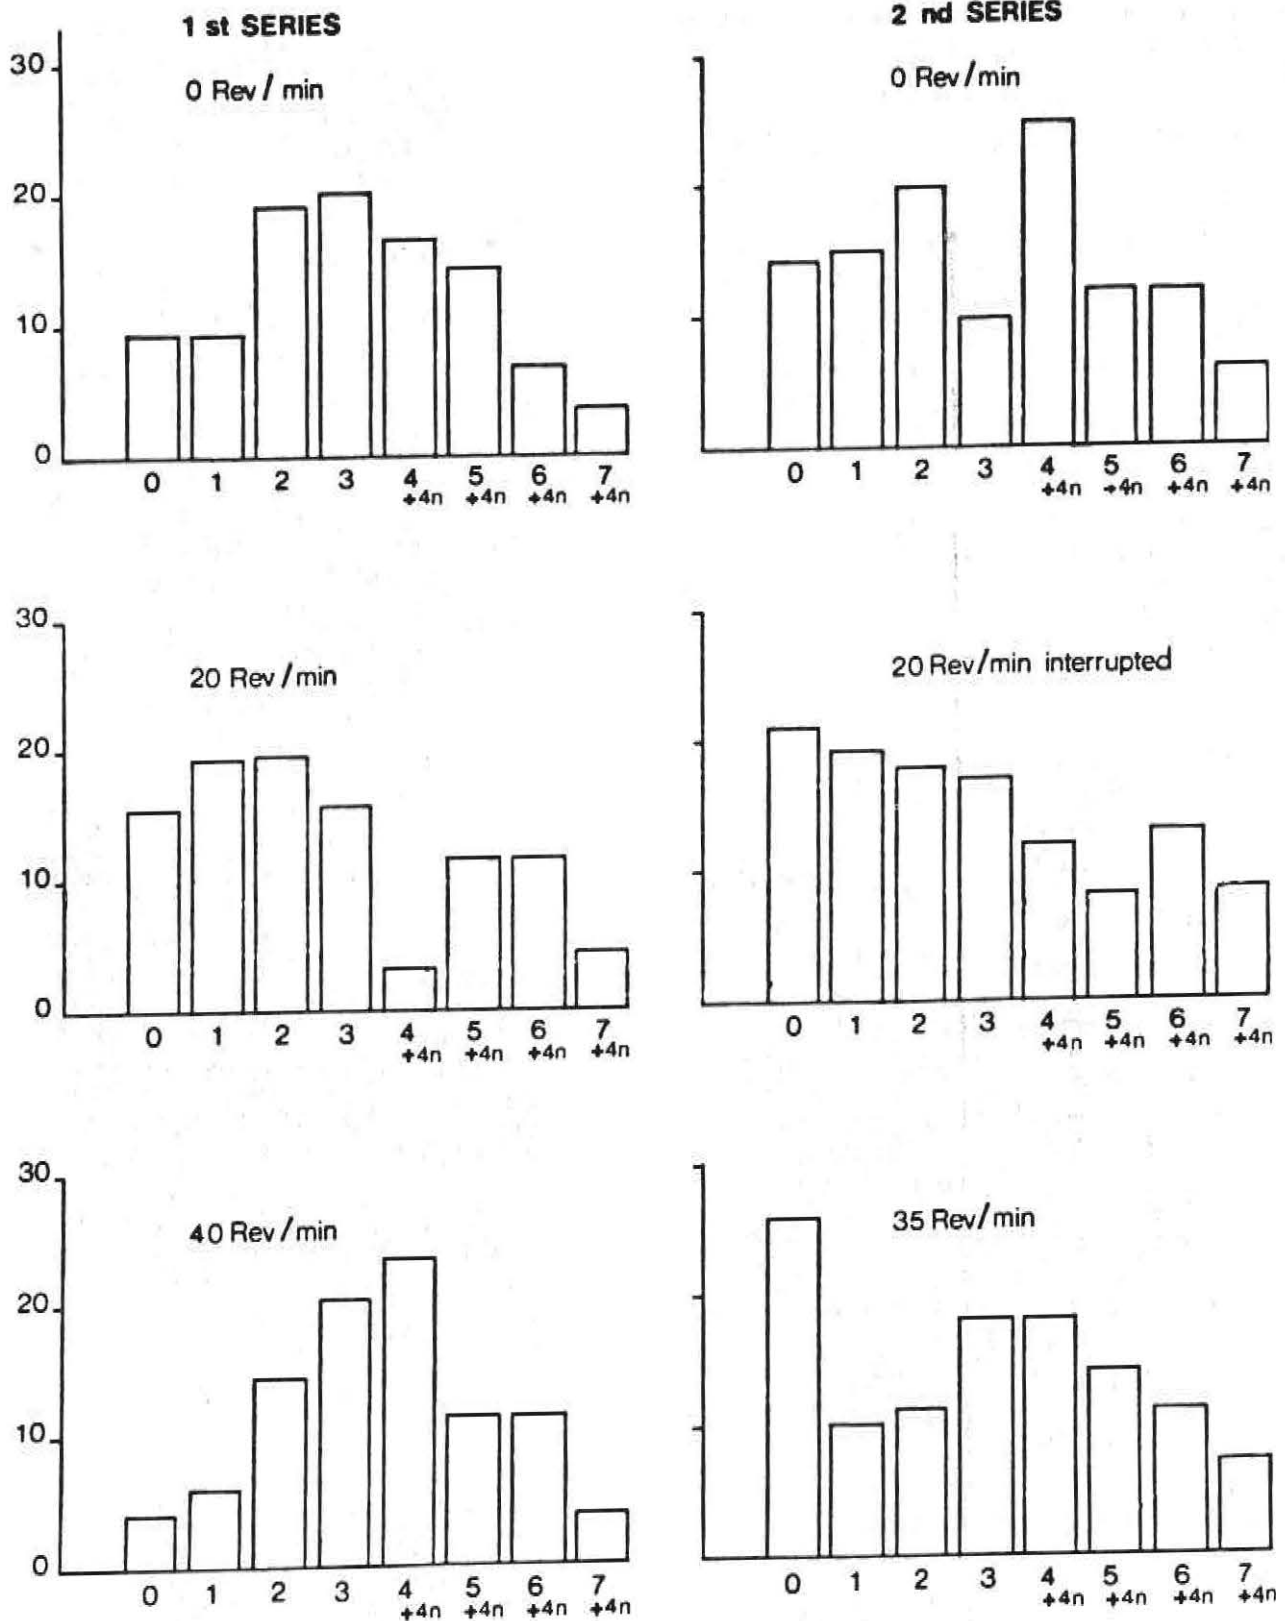 1 st SERIES
0 Rev / min
30
20
10
0
0 1 2 3 4 5 6 7
+4n +4n +4n +4n
2 nd SERIES
0 Rev/min
0 1 2 3 4 5 6 7
+4n +4n +4n +4n
30
20 Rev/min
20
10
0
0 1 2 3 4 5 6 7
+4n +4n +4n +4n
20 Rev/min interrupted
0 1 2 3 4 5 6 7
+4n +4n +4n +4n
30
40 Rev/min
20
10
0
0 1 2 3 4 5 6 7
+4n +4n +4n +4n
35 Rev/min
0 1 2 3 4 5 6 7
+4n +4n +4n +4n